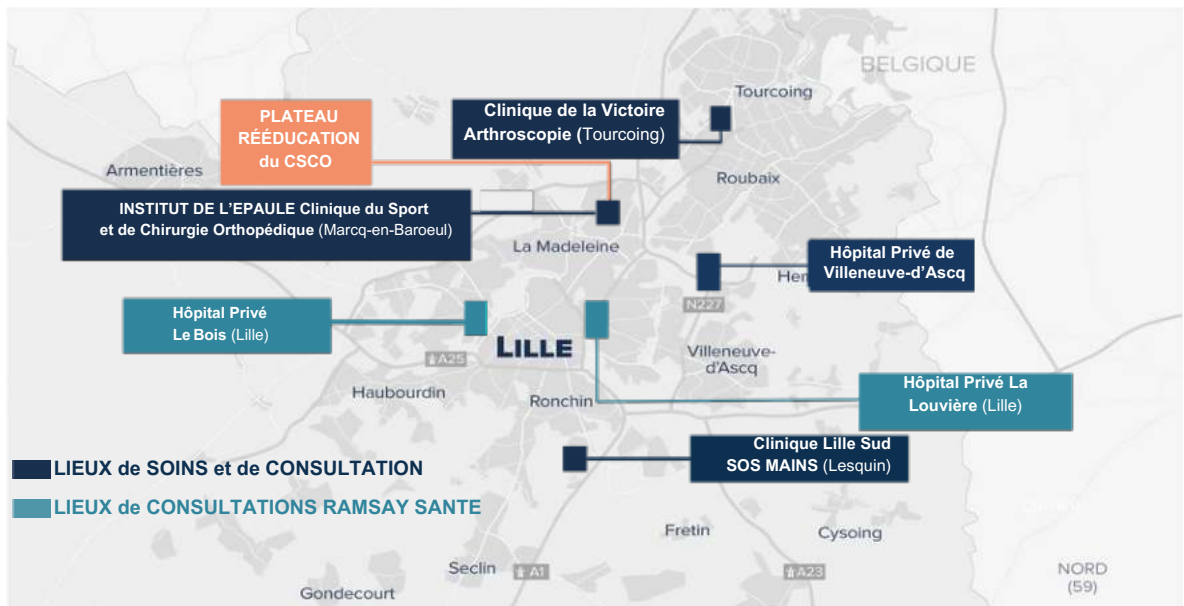 BELGIQUE
Tourcoing
PLATEAU
RÉÉDUCATION
du CSCO
Clinique de la Victoire
Arthroscopie (Tourcoing)
Armentières
Roubaix
INSTITUT DE L'EPAULE Clinique du Sport
et de Chirurgie Orthopédique (Marcq-en-Baroeul)
La Madeleine
Hôpital Privé de
Villeneuve-d'Ascq
N227
Hôpital Privé
Le Bois (Lille)
LILLE
A25
Villeneuve-
d'Ascq
Haubourdin
Ronchin
Hôpital Privé La
Louvière (Lille)
Clinique Lille Sud
SOS MAINS (Lesquin)
LIEUX de SOINS et de CONSULTATION
LIEUX de CONSULTATIONS RAMSAY SANTE
Fretin
Cysoing
Seclin
A1
A23
NORD
(59)
Gondecourt